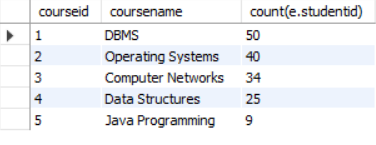 courseid coursename count(e.studentid)
1 DBMS 50
2 Operating Systems 40
3 Computer Networks 34
4 Data Structures 25
5 Java Programming 9